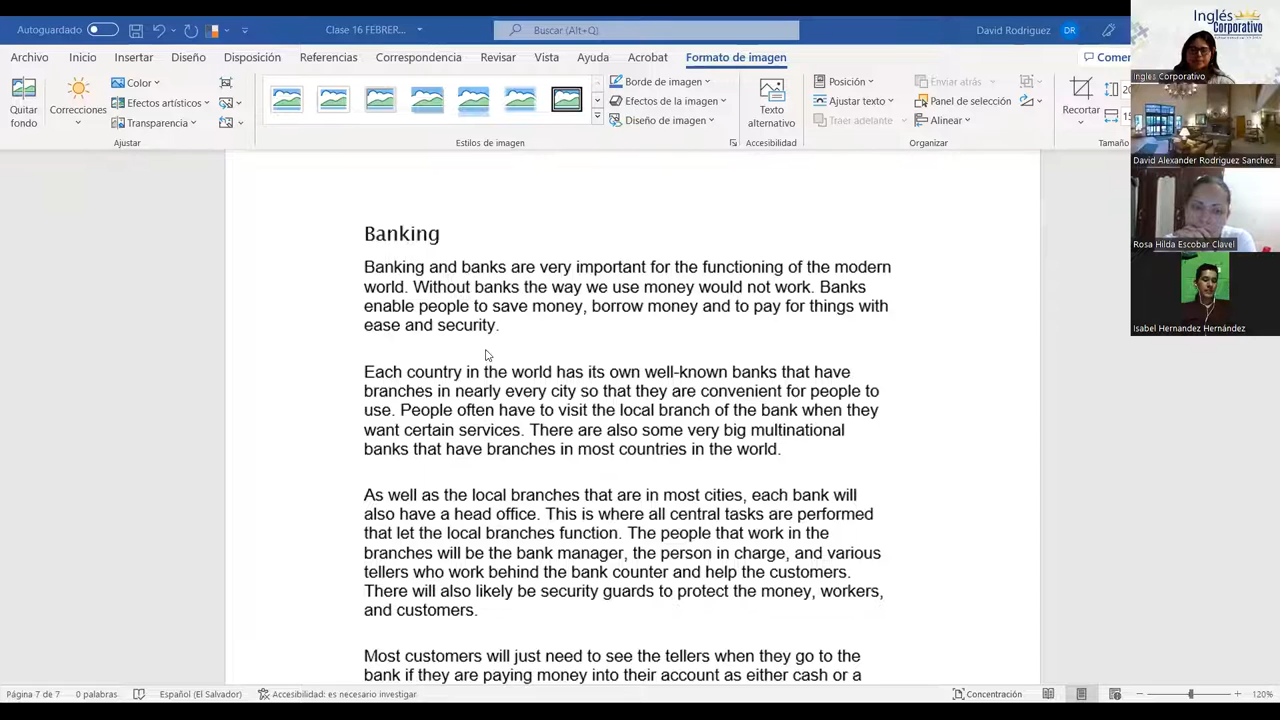 Autoguardado
Clase 16 FEBRER...
Buscar (Alt+Q)
David Rodriguez
DR
Archivo Inicio Insertar Diseño Disposición Referencias Correspondencia Revisar Vista Ayuda Acrobat Formato de imagen
Quitar fondo
Correcciones
Color
Efectos artísticos
Transparencia
Ajustar
Estilos de imagen
Borde de imagen
Efectos de la imagen
Diseño de imagen
Texto alternativo
Accesibilidad
Posición
Ajustar texto
Traer adelante
Enviar atrás
Panel de selección
Alinear
Organizar
Recortar
Tamaño
Inglés
Corporativo
Ingles Corporativo
David Alexander Rodriguez Sanchez
Rosa Hilda Escobar Clavel
Isabel Hernandez Hernández
Banking
Banking and banks are very important for the functioning of the modern
world. Without banks the way we use money would not work. Banks
enable people to save money, borrow money and to pay for things with
ease and security.
Each country in the world has its own well-known banks that have
branches in nearly every city so that they are convenient for people to
use. People often have to visit the local branch of the bank when they
want certain services. There are also some very big multinational
banks that have branches in most countries in the world.
As well as the local branches that are in most cities, each bank will
also have a head office. This is where all central tasks are performed
that let the local branches function. The people that work in the
branches will be the bank manager, the person in charge, and various
tellers who work behind the bank counter and help the customers.
There will also likely be security guards to protect the money, workers,
and customers.
Most customers will just need to see the tellers when they go to the
bank if they are paying money into their account as either cash or a
Página 7 de 7 0 palabras Español (El Salvador) Accesibilidad: es necesario investigar Concentración 120%